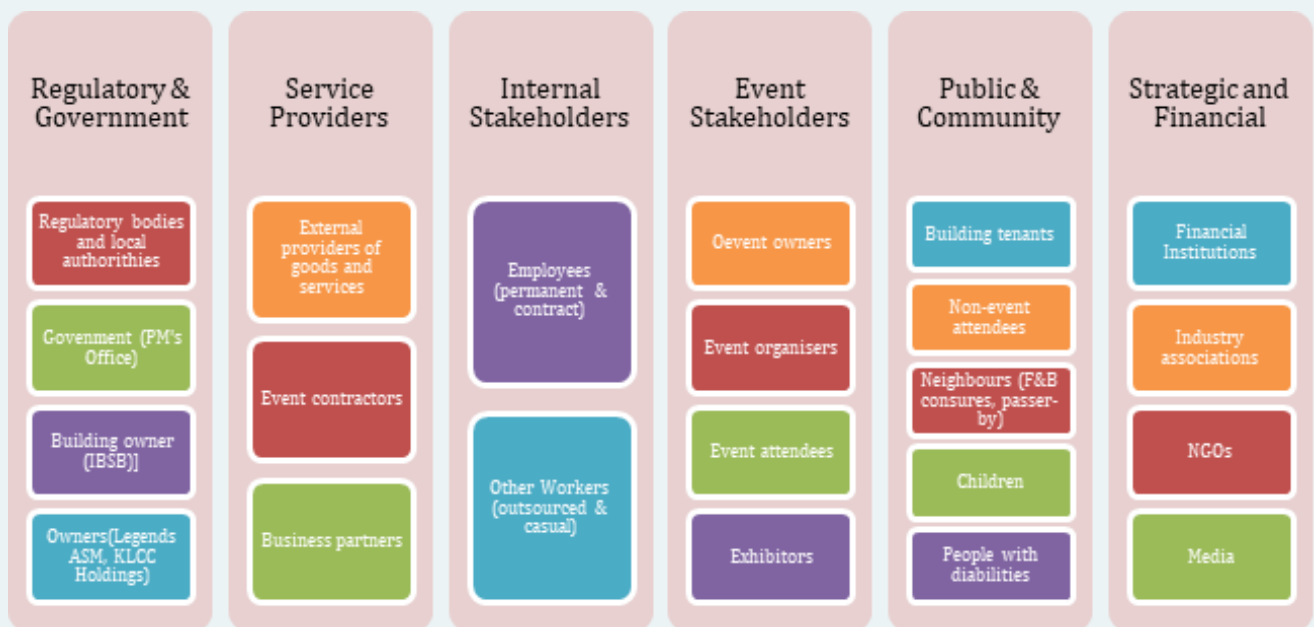 Regulatory &
Government
Regulatory bodies
and local
authorithies
Govenment (PM's
Office)
Building owner
(IBSB)]
Owners(Legends
ASM, KLCC
Holdings)
Service
Providers
External
providers of
goods and
services
Event contractors
Business partners
Internal
Stakeholders
Employees
(permanent &
contract)
Other Workers
(outsourced &
casual)
Event
Stakeholders
Oevent owners
Event organisers
Event attendees
Exhibitors
Public &
Community
Building tenants
Non-event
attendees
Neighbours (F&B
consures, passer-
by)
Children
People with
disabilities
Strategic and
Financial
Financial
Institutions
Industry
associations
NGOs
Media